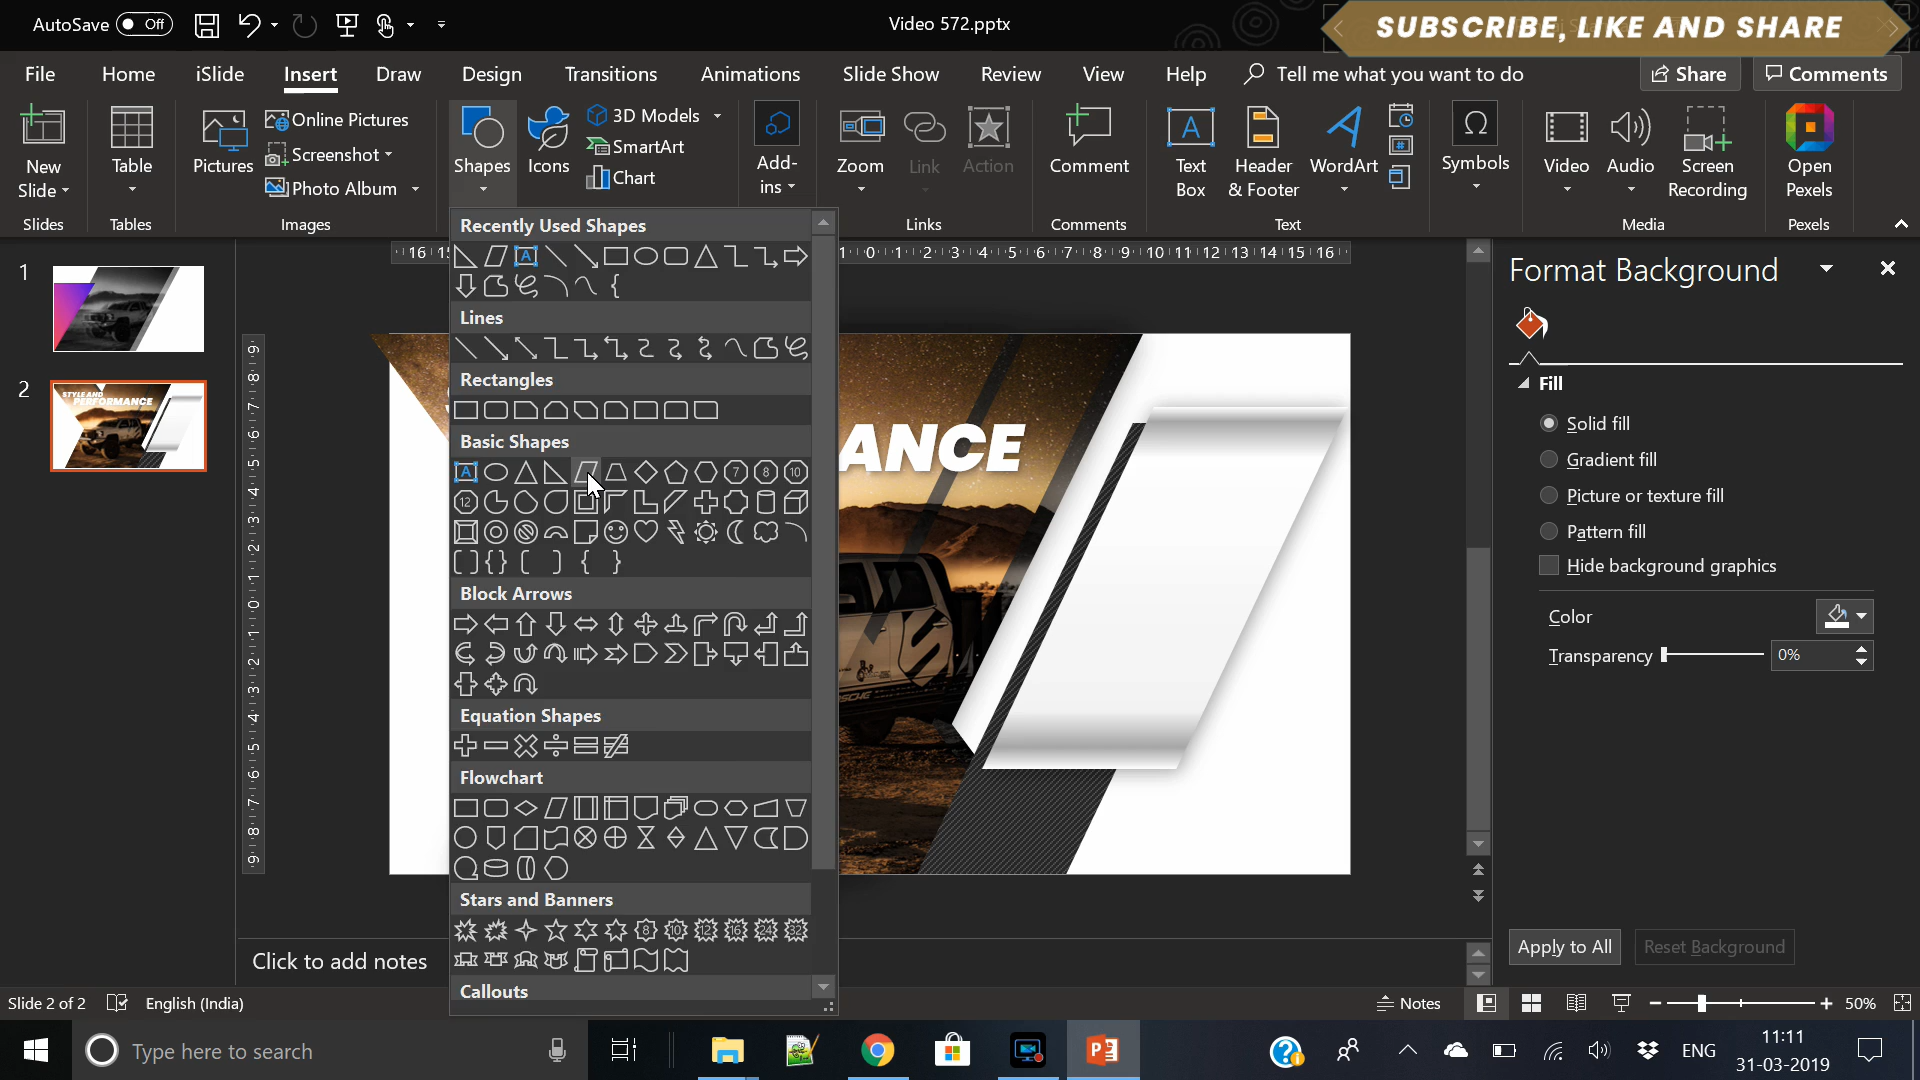 AutoSave Off
Video 572.pptx
SUBSCRIBE, LIKE AND SHARE
File Home iSlide Insert Draw Design Transitions Animations Slide Show Review View Help Tell me what you want to do Share Comments
New Slide
Slides
Table
Tables
Pictures
Online Pictures
Screenshot
Photo Album
Images
Shapes
Icons
3D Models
SmartArt
Chart
Add-ins
Zoom
Link
Action
Links
Comment
Comments
Text Box
Header & Footer
WordArt
Text
Symbols
Video
Audio
Screen Recording
Media
Open Pexels
Pexels
Recently Used Shapes
Lines
Rectangles
Basic Shapes
Block Arrows
Equation Shapes
Flowchart
Stars and Banners
Callouts
1
2
STYLE AND
PERFORMANCE
ANCE
Format Background
Fill
Solid fill
Gradient fill
Picture or texture fill
Pattern fill
Hide background graphics
Color
Transparency 0%
Apply to All
Reset Background
Click to add notes
Slide 2 of 2 English (India) Notes 50%
Type here to search
ENG
11:11
31-03-2019